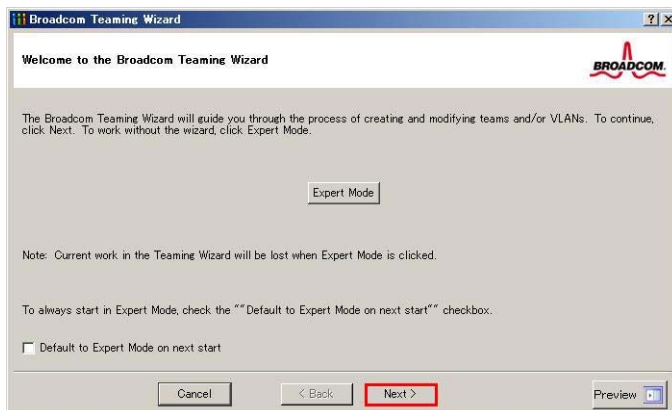 Broadcom Teaming Wizard
Welcome to the Broadcom Teaming Wizard
BROADCOM.
The Broadcom Teaming Wizard will guide you through the process of creating and modifying teams and/or VLANs. To continue,
click Next. To work without the wizard, click Expert Mode.
Expert Mode
Note: Current work in the Teaming Wizard will be lost when Expert Mode is clicked.
To always start in Expert Mode, check the ""Default to Expert Mode on next start"" checkbox.
Default to Expert Mode on next start
Cancel < Back Next > Preview